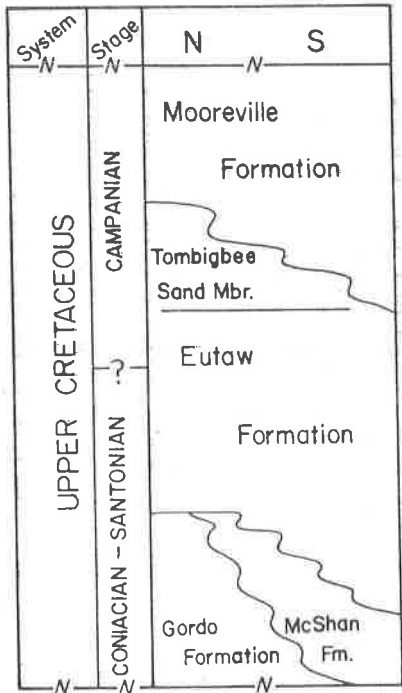 System
Stage
N S
N N N
Mooreville
Formation
Tombigbee
Sand Mbr.
Eutaw
Formation
Gordo
Formation
McShan
Fm.
N N N
UPPER CRETACEOUS
CAMPANIAN
?
CONIACIAN - SANTONIAN